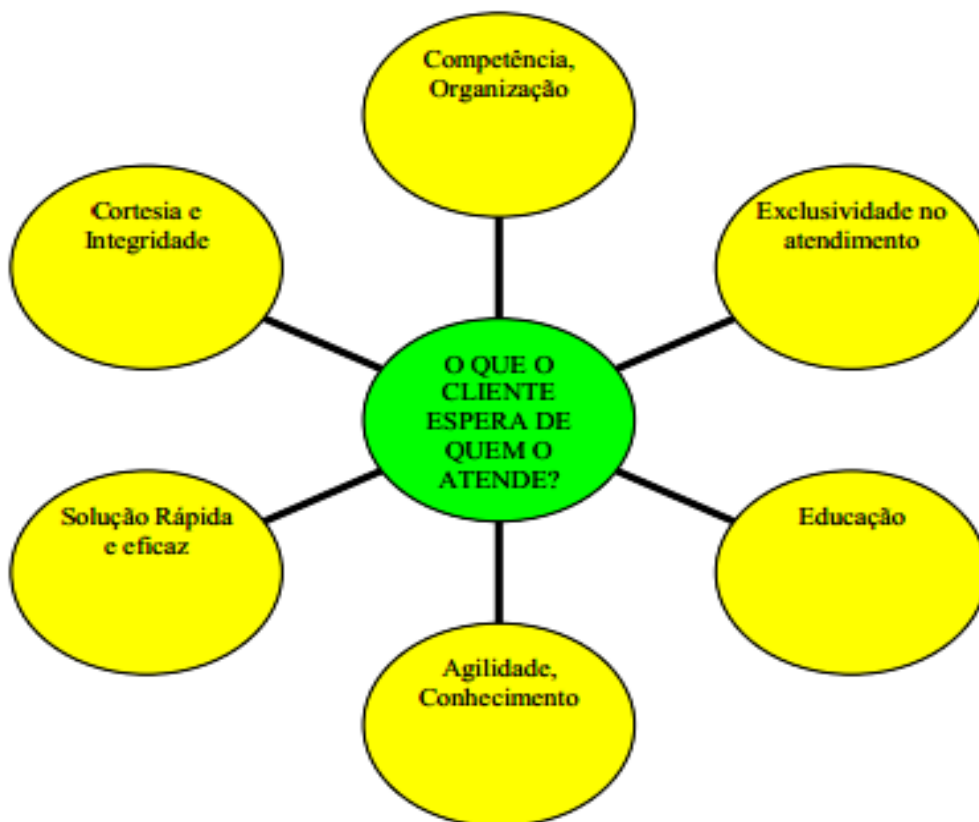 Competência,
Organização
Cortesia e
Integridade
Exclusividade no
atendimento
O QUE O
CLIENTE
ESPERA DE
QUEM O
ATENDE?
Solução Rápida
e eficaz
Educação
Agilidade,
Conhecimento